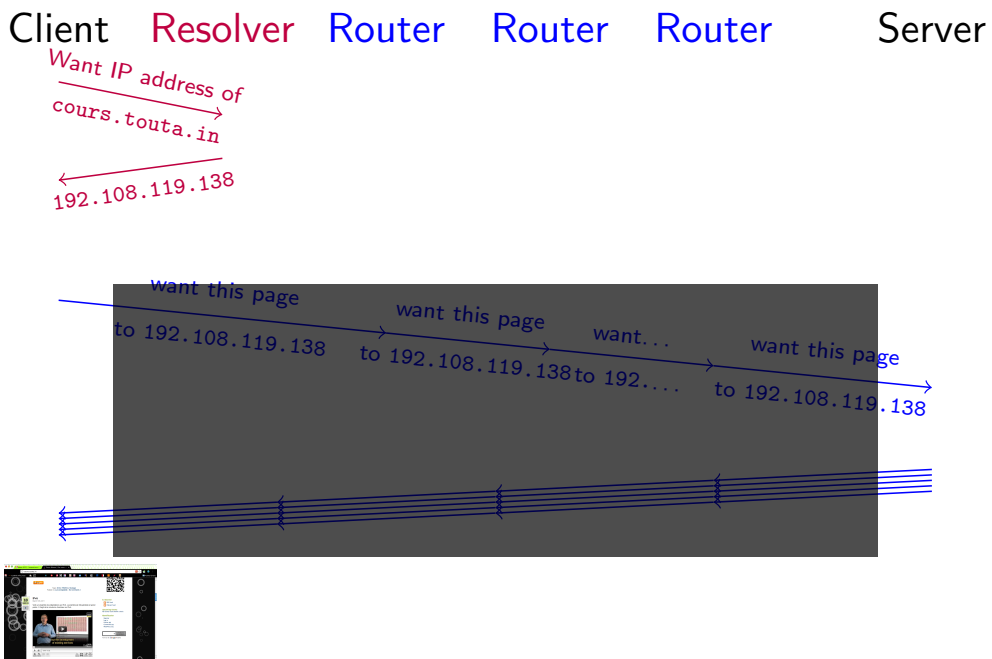 Client Resolver Router Router Router Server
Want IP address of
cours.touta.in
192.108.119.138
want this page
to 192.108.119.138
want this page
to 192.108.119.138
want...
to 192....
want this page
to 192.108.119.138